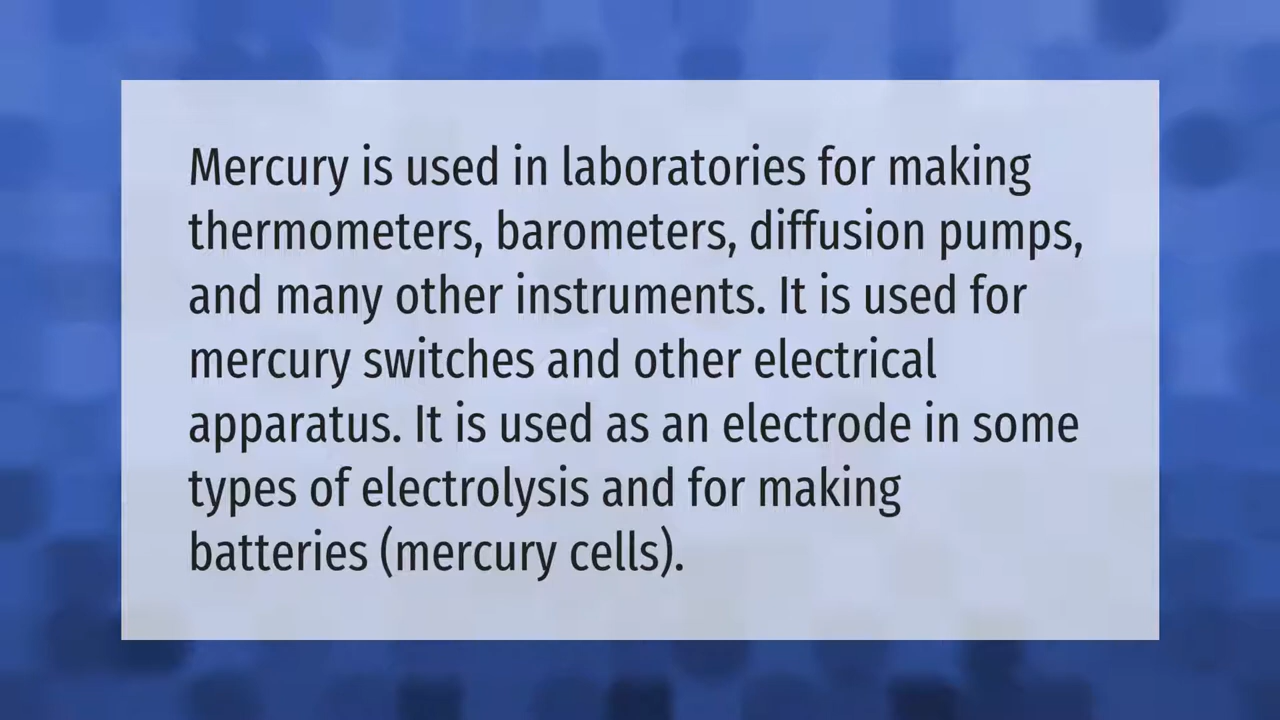 Mercury is used in laboratories for making
thermometers, barometers, diffusion pumps,
and many other instruments. It is used for
mercury switches and other electrical
apparatus. It is used as an electrode in some
types of electrolysis and for making
batteries (mercury cells).